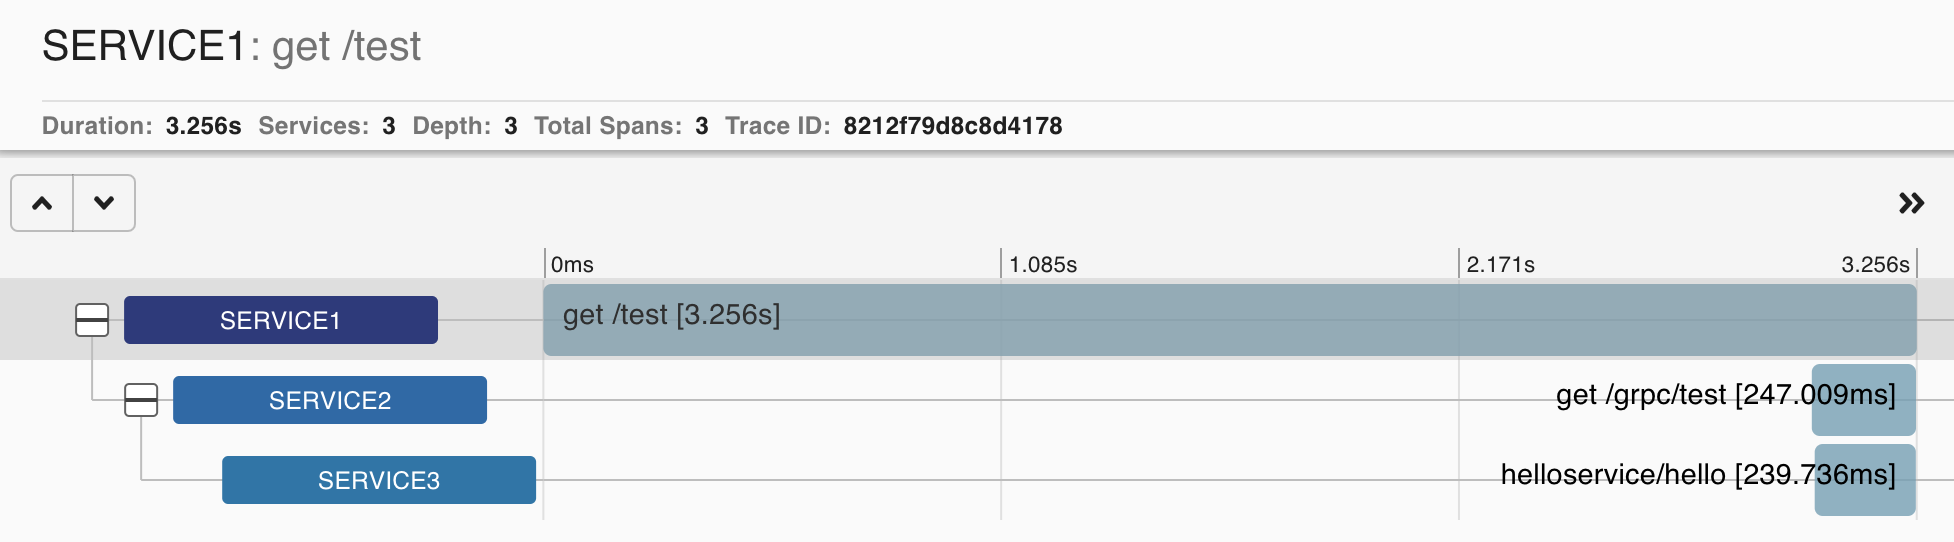 SERVICE1: get /test
Duration: 3.256s Services: 3 Depth: 3 Total Spans: 3 Trace ID: 8212f79d8c8d4178
0ms 1.085s 2.171s 3.256s
SERVICE1 get /test [3.256s]
SERVICE2 get /grpc/test [247.009ms]
SERVICE3 helloservice/hello [239.736ms]